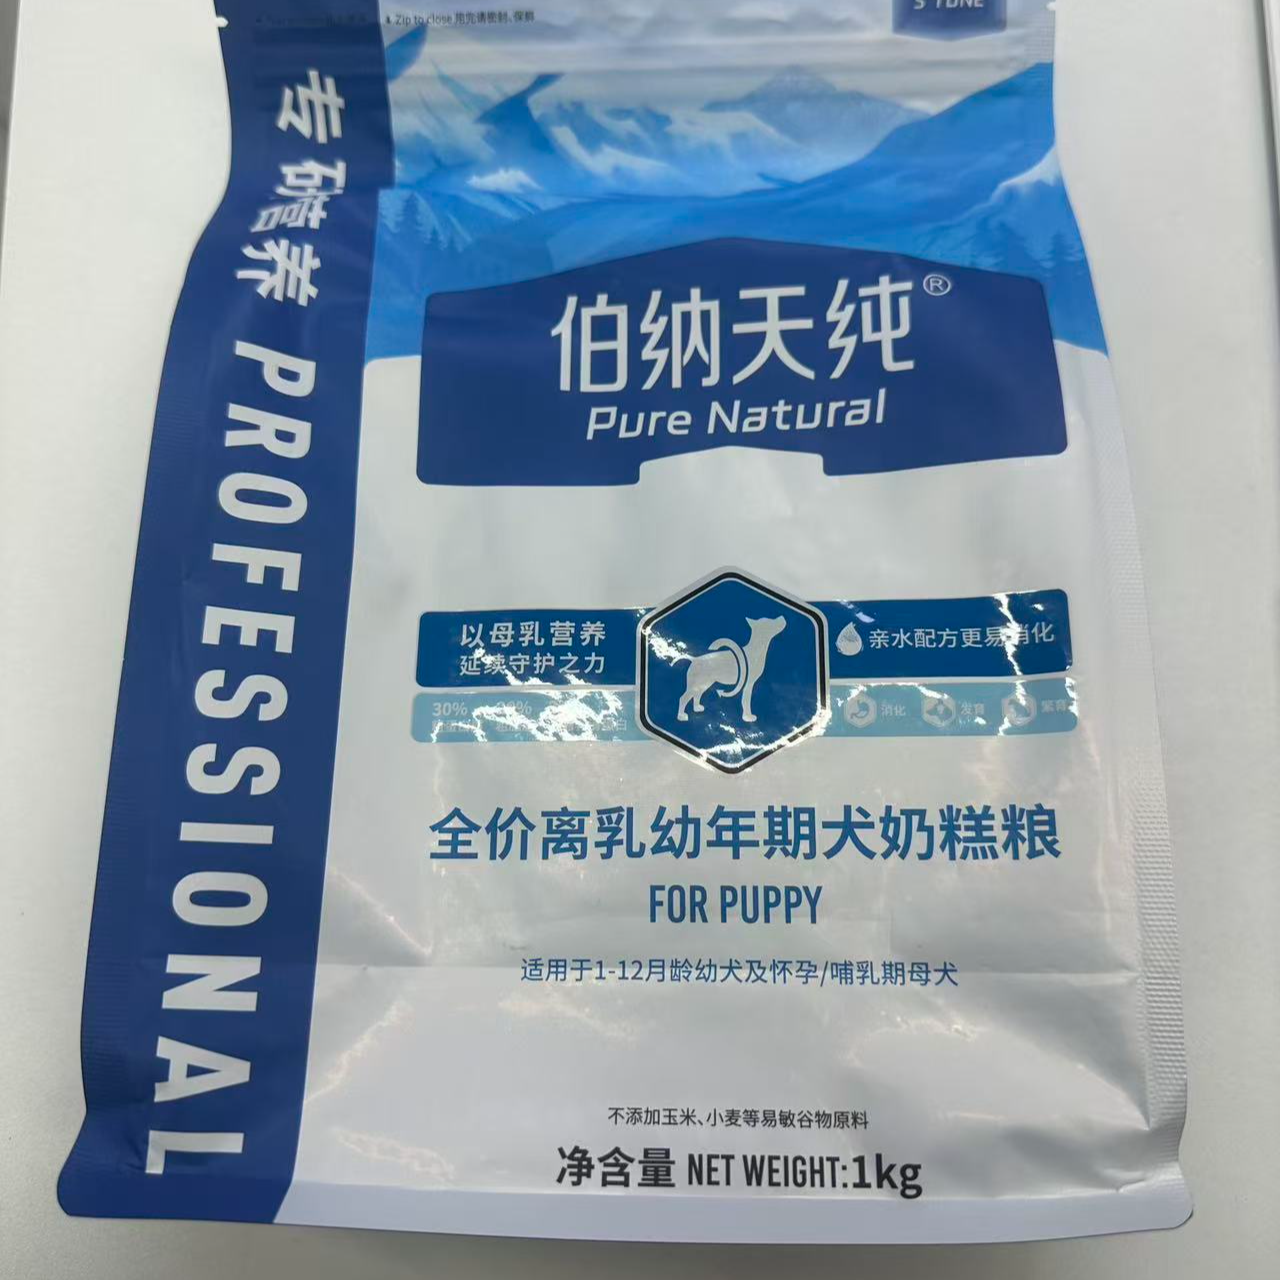 Zip to close 用完请密封、保鲜
专研营养 PROFESSIONAL
伯纳天纯®
Pure Natural
以母乳营养
延续守护之力
亲水配方更易消化
30%
消化
发育
繁育
全价离乳幼年期犬奶糕粮
FOR PUPPY
适用于1-12月龄幼犬及怀孕/哺乳期母犬
不添加玉米、小麦等易敏谷物原料
净含量 NET WEIGHT:1kg